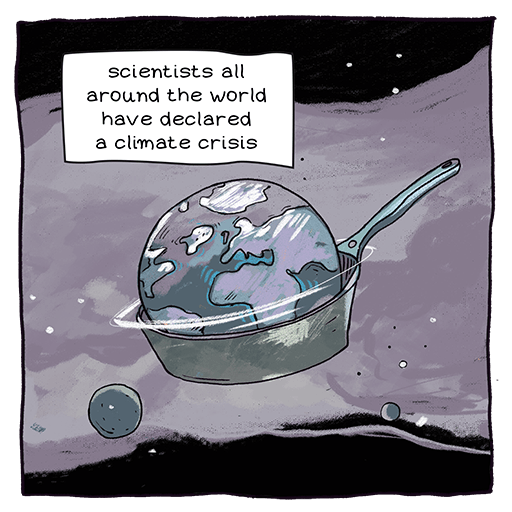 scientists all
around the world
have declared
a climate crisis